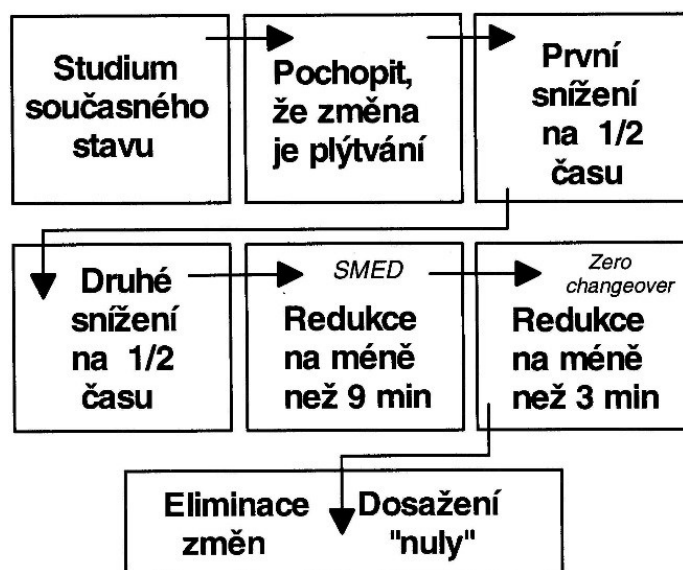 Studium
současného
stavu
Pochopit,
že změna
je plýtvání
První
snížení
na 1/2
času
Druhé
snížení
na 1/2
času
SMED
Redukce
na méně
než 9 min
Zero
changeover
Redukce
na méně
než 3 min
Eliminace
změn
Dosažení
"nuly"